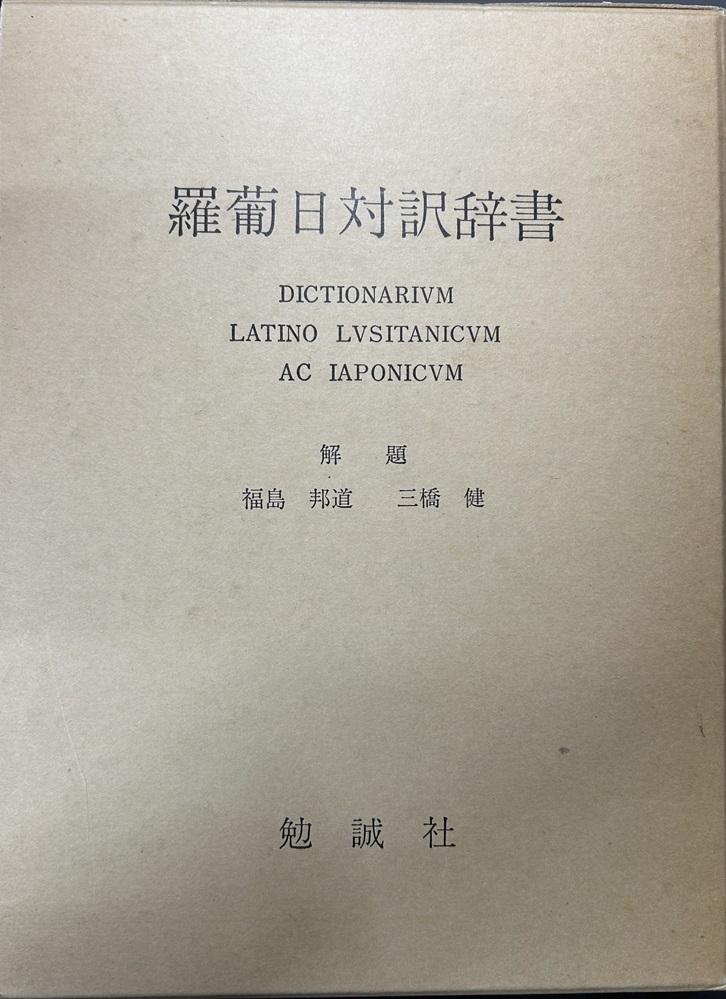 羅葡日対訳辞書
DICTIONARIVM
LATINO LVSITANICVM
AC IAPONICVM
解 題
福島 邦道 三橋 健
勉 誠 社